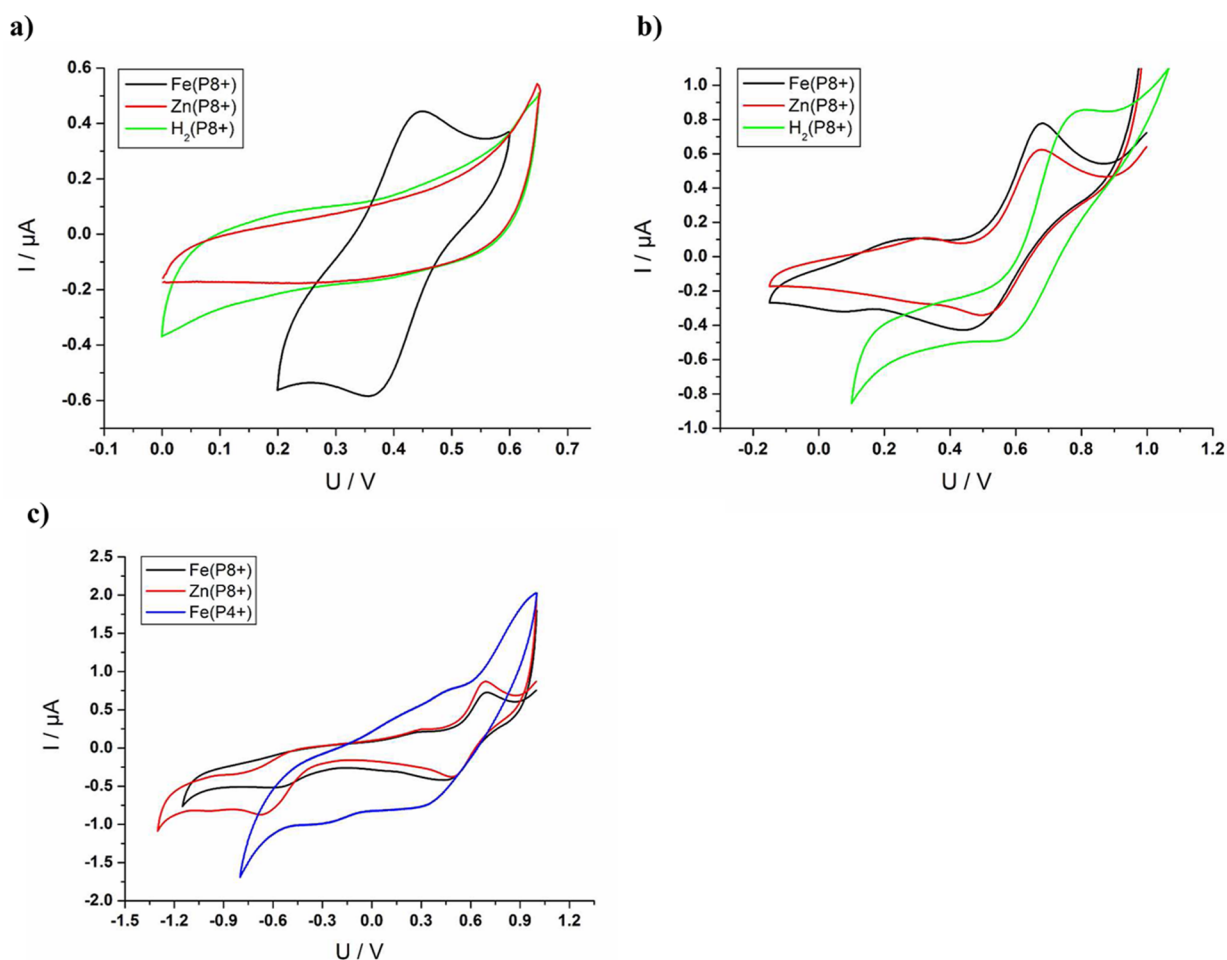 a)
Fe(P8+)
Zn(P8+)
H2(P8+)
0.6
0.4
0.2
0.0
-0.2
-0.4
-0.6
I / µA
-0.1 0.0 0.1 0.2 0.3 0.4 0.5 0.6 0.7
U / V
b)
Fe(P8+)
Zn(P8+)
H2(P8+)
1.0
0.8
0.6
0.4
0.2
0.0
-0.2
-0.4
-0.6
-0.8
-1.0
I / µA
-0.2 0.0 0.2 0.4 0.6 0.8 1.0 1.2
U / V
c)
Fe(P8+)
Zn(P8+)
Fe(P4+)
2.5
2.0
1.5
1.0
0.5
0.0
-0.5
-1.0
-1.5
-2.0
I / µA
-1.5 -1.2 -0.9 -0.6 -0.3 0.0 0.3 0.6 0.9 1.2
U / V